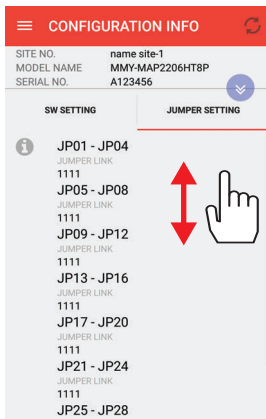 CONFIGURATION INFO
SITE NO. name site-1
MODEL NAME MMY-MAP2206HT8P
SERIAL NO. A123456
SW SETTING JUMPER SETTING
JP01 - JP04
JUMPER LINK
1111
JP05 - JP08
JUMPER LINK
1111
JP09 - JP12
JUMPER LINK
1111
JP13 - JP16
JUMPER LINK
1111
JP17 - JP20
JUMPER LINK
1111
JP21 - JP24
JUMPER LINK
1111
JP25 - JP28